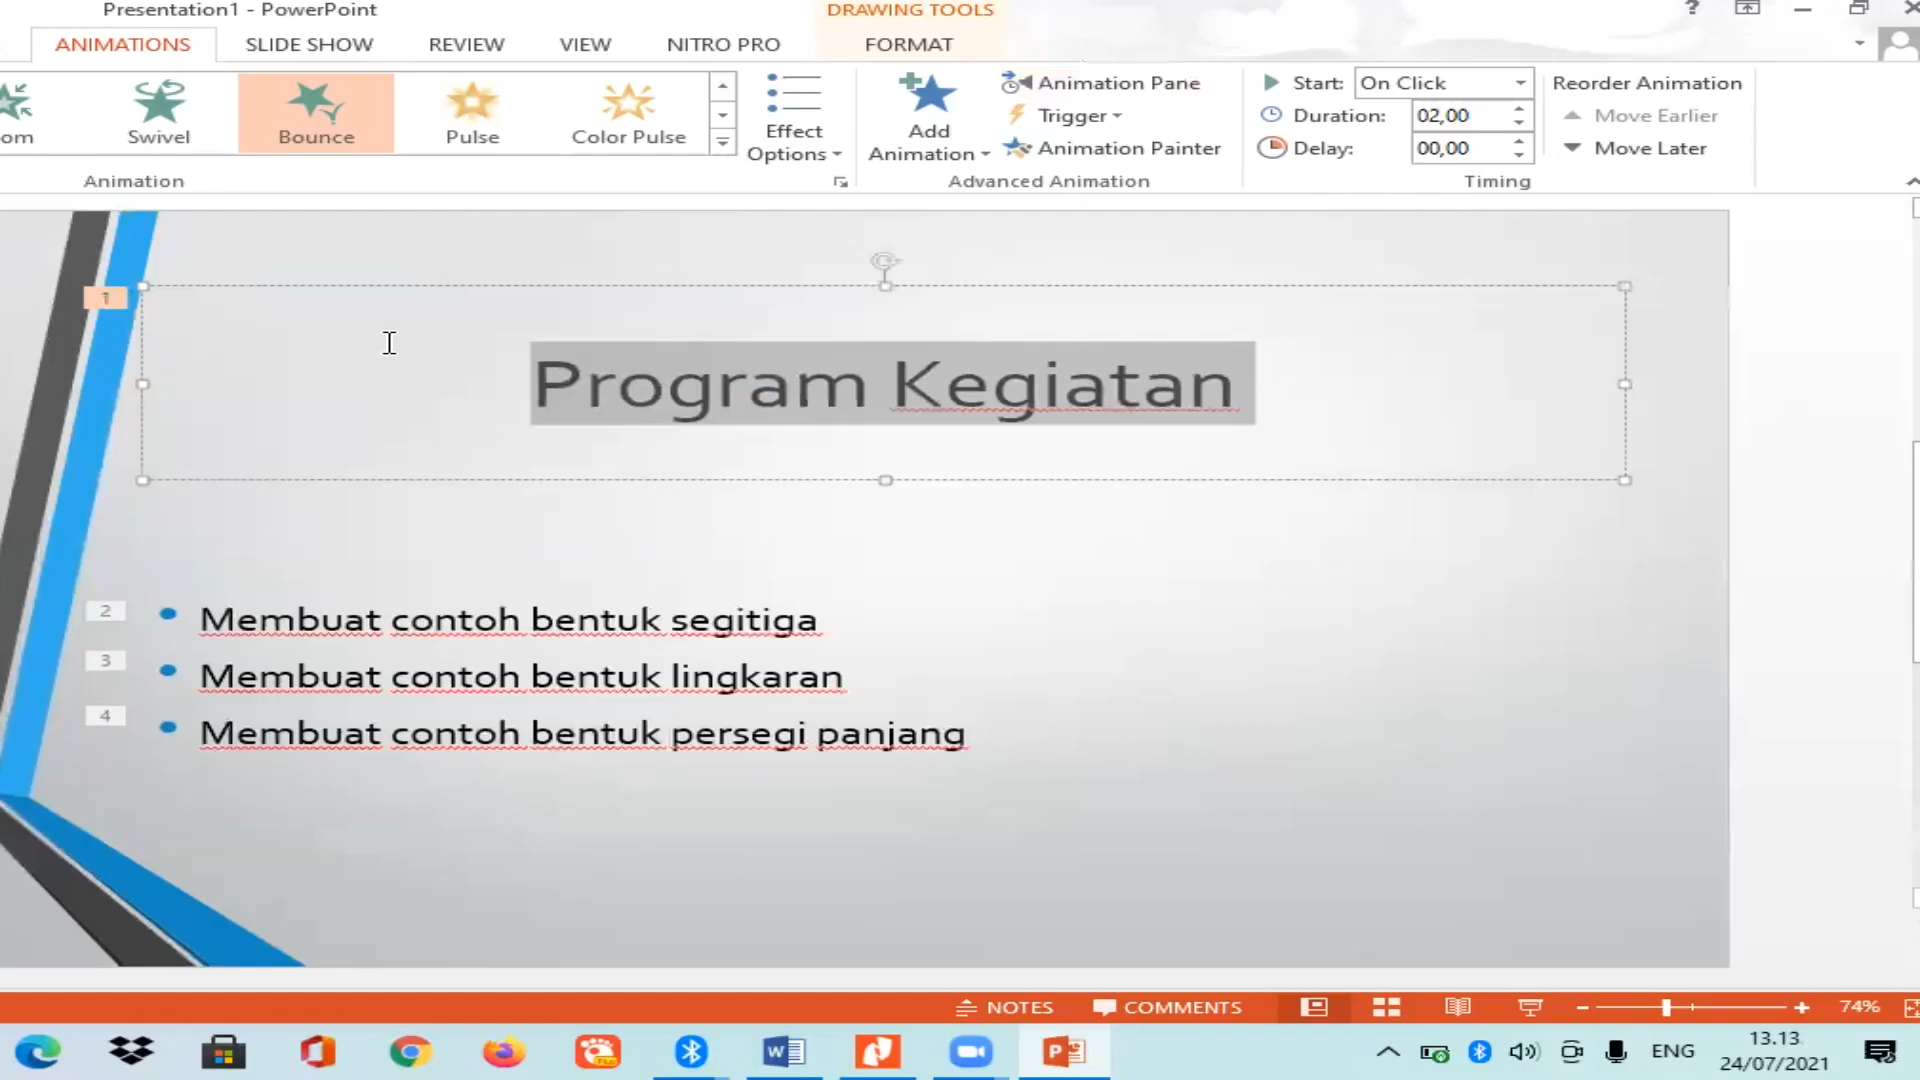 Presentation1 - PowerPoint
DRAWING TOOLS
?
ANIMATIONS
SLIDE SHOW
REVIEW
VIEW
NITRO PRO
FORMAT
om
Swivel
Bounce
Pulse
Color Pulse
Effect
Options
Add
Animation
Animation Pane
Trigger
Animation Painter
Start: On Click
Duration: 02,00
Delay: 00,00
Reorder Animation
Move Earlier
Move Later
Animation
Advanced Animation
Timing
1
Program Kegiatan
2
• Membuat contoh bentuk segitiga
3
• Membuat contoh bentuk lingkaran
4
• Membuat contoh bentuk persegi panjang
NOTES
COMMENTS
74%
Plus
ENG
13.13
24/07/2021